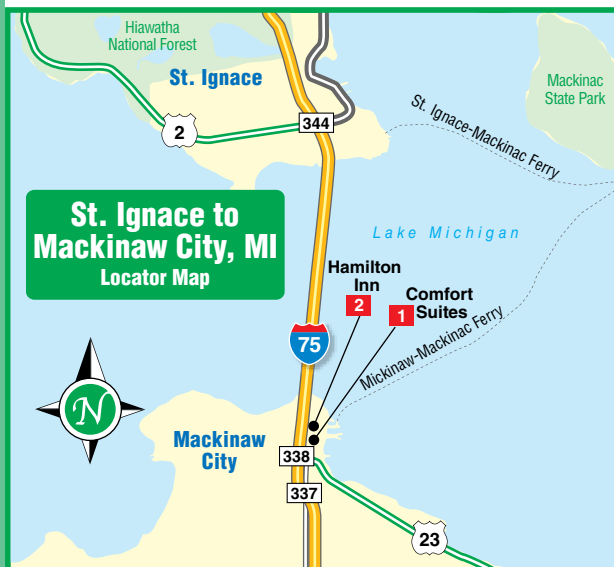 Hiawatha
National Forest
St. Ignace
Mackinac
State Park
2
344
St. Ignace-Mackinac Ferry
St. Ignace to
Mackinaw City, MI
Locator Map
Lake Michigan
Hamilton
Inn
2
Comfort
Suites
1
75
Mickinaw-Mackinac Ferry
N
Mackinaw
City
338
337
23